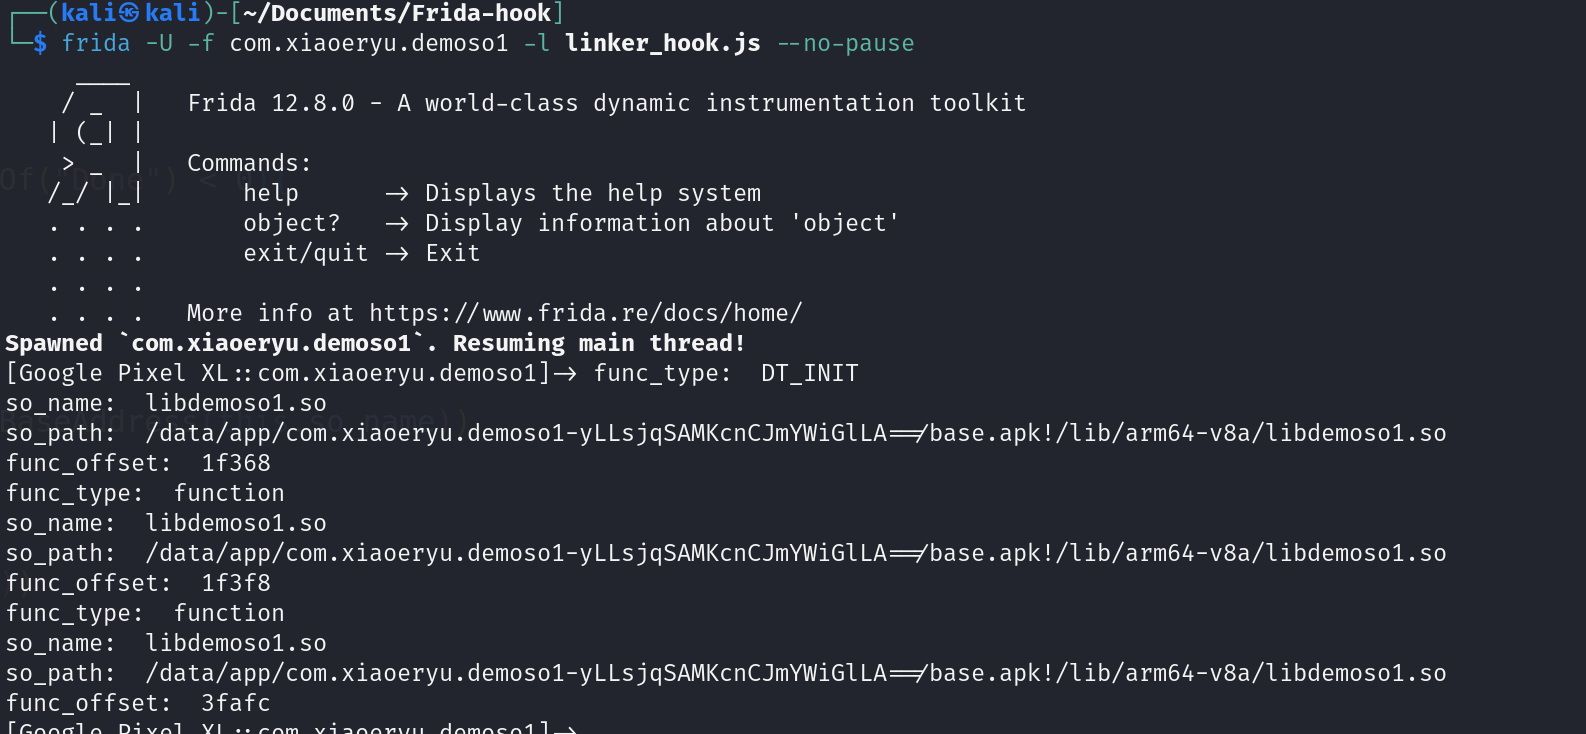 ┌──(kali㉿kali)-[~/Documents/Frida-hook]
└─$ frida -U -f com.xiaoeryu.demoso1 -l linker_hook.js --no-pause
     ____
    / _  |   Frida 12.8.0 - A world-class dynamic instrumentation toolkit
   | (_| |
    > _  |   Commands:
   /_/ |_|       help      -> Displays the help system
   . . . .       object?   -> Display information about 'object'
   . . . .       exit/quit -> Exit
   . . . .
   . . . .   More info at https://www.frida.re/docs/home/
Spawned `com.xiaoeryu.demoso1`. Resuming main thread!
[Google Pixel XL::com.xiaoeryu.demoso1]-> func_type:  DT_INIT
so_name:  libdemoso1.so
so_path:  /data/app/com.xiaoeryu.demoso1-yLLsjqSAMKcnCJmYWiGlLA==/base.apk!/lib/arm64-v8a/libdemoso1.so
func_offset:  1f368
func_type:  function
so_name:  libdemoso1.so
so_path:  /data/app/com.xiaoeryu.demoso1-yLLsjqSAMKcnCJmYWiGlLA==/base.apk!/lib/arm64-v8a/libdemoso1.so
func_offset:  1f3f8
func_type:  function
so_name:  libdemoso1.so
so_path:  /data/app/com.xiaoeryu.demoso1-yLLsjqSAMKcnCJmYWiGlLA==/base.apk!/lib/arm64-v8a/libdemoso1.so
func_offset:  3fafc
[Google Pixel XL::com.xiaoeryu.demoso1]->